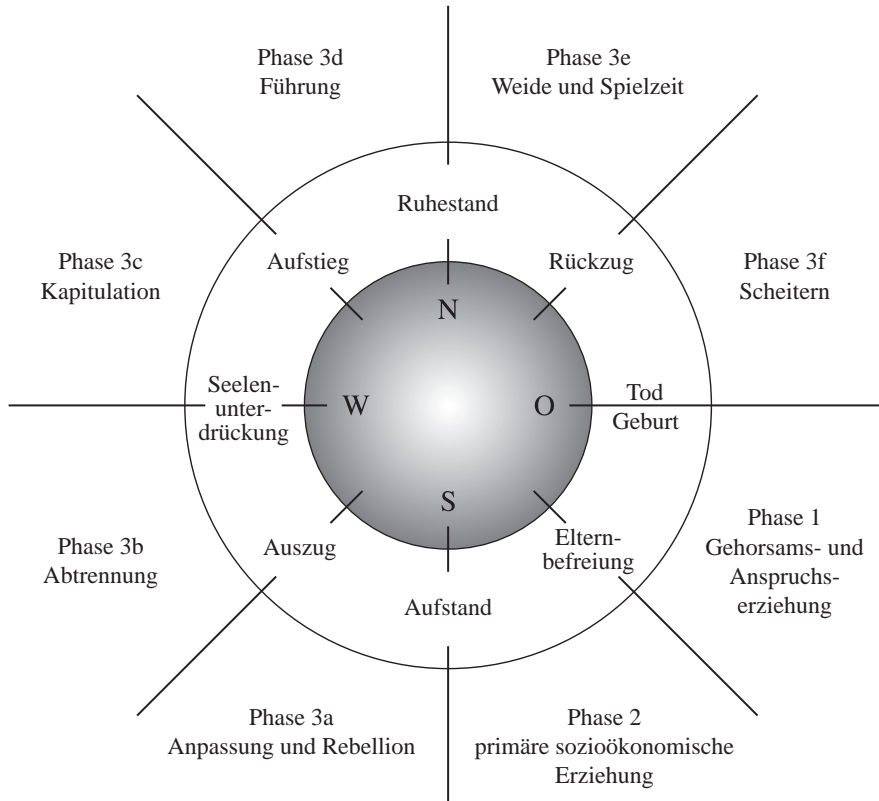 Phase 3d
Führung
Phase 3e
Weide und Spielzeit
Ruhestand
Phase 3c
Kapitulation
Aufstieg
Rückzug
Phase 3f
Scheitern
N
Seelen-
unter-
drückung
W
O
Tod
Geburt
S
Phase 3b
Abtrennung
Auszug
Eltern-
befreiung
Phase 1
Gehorsams- und
Anspruchs-
erziehung
Aufstand
Phase 3a
Anpassung und Rebellion
Phase 2
primäre sozioökonomische
Erziehung